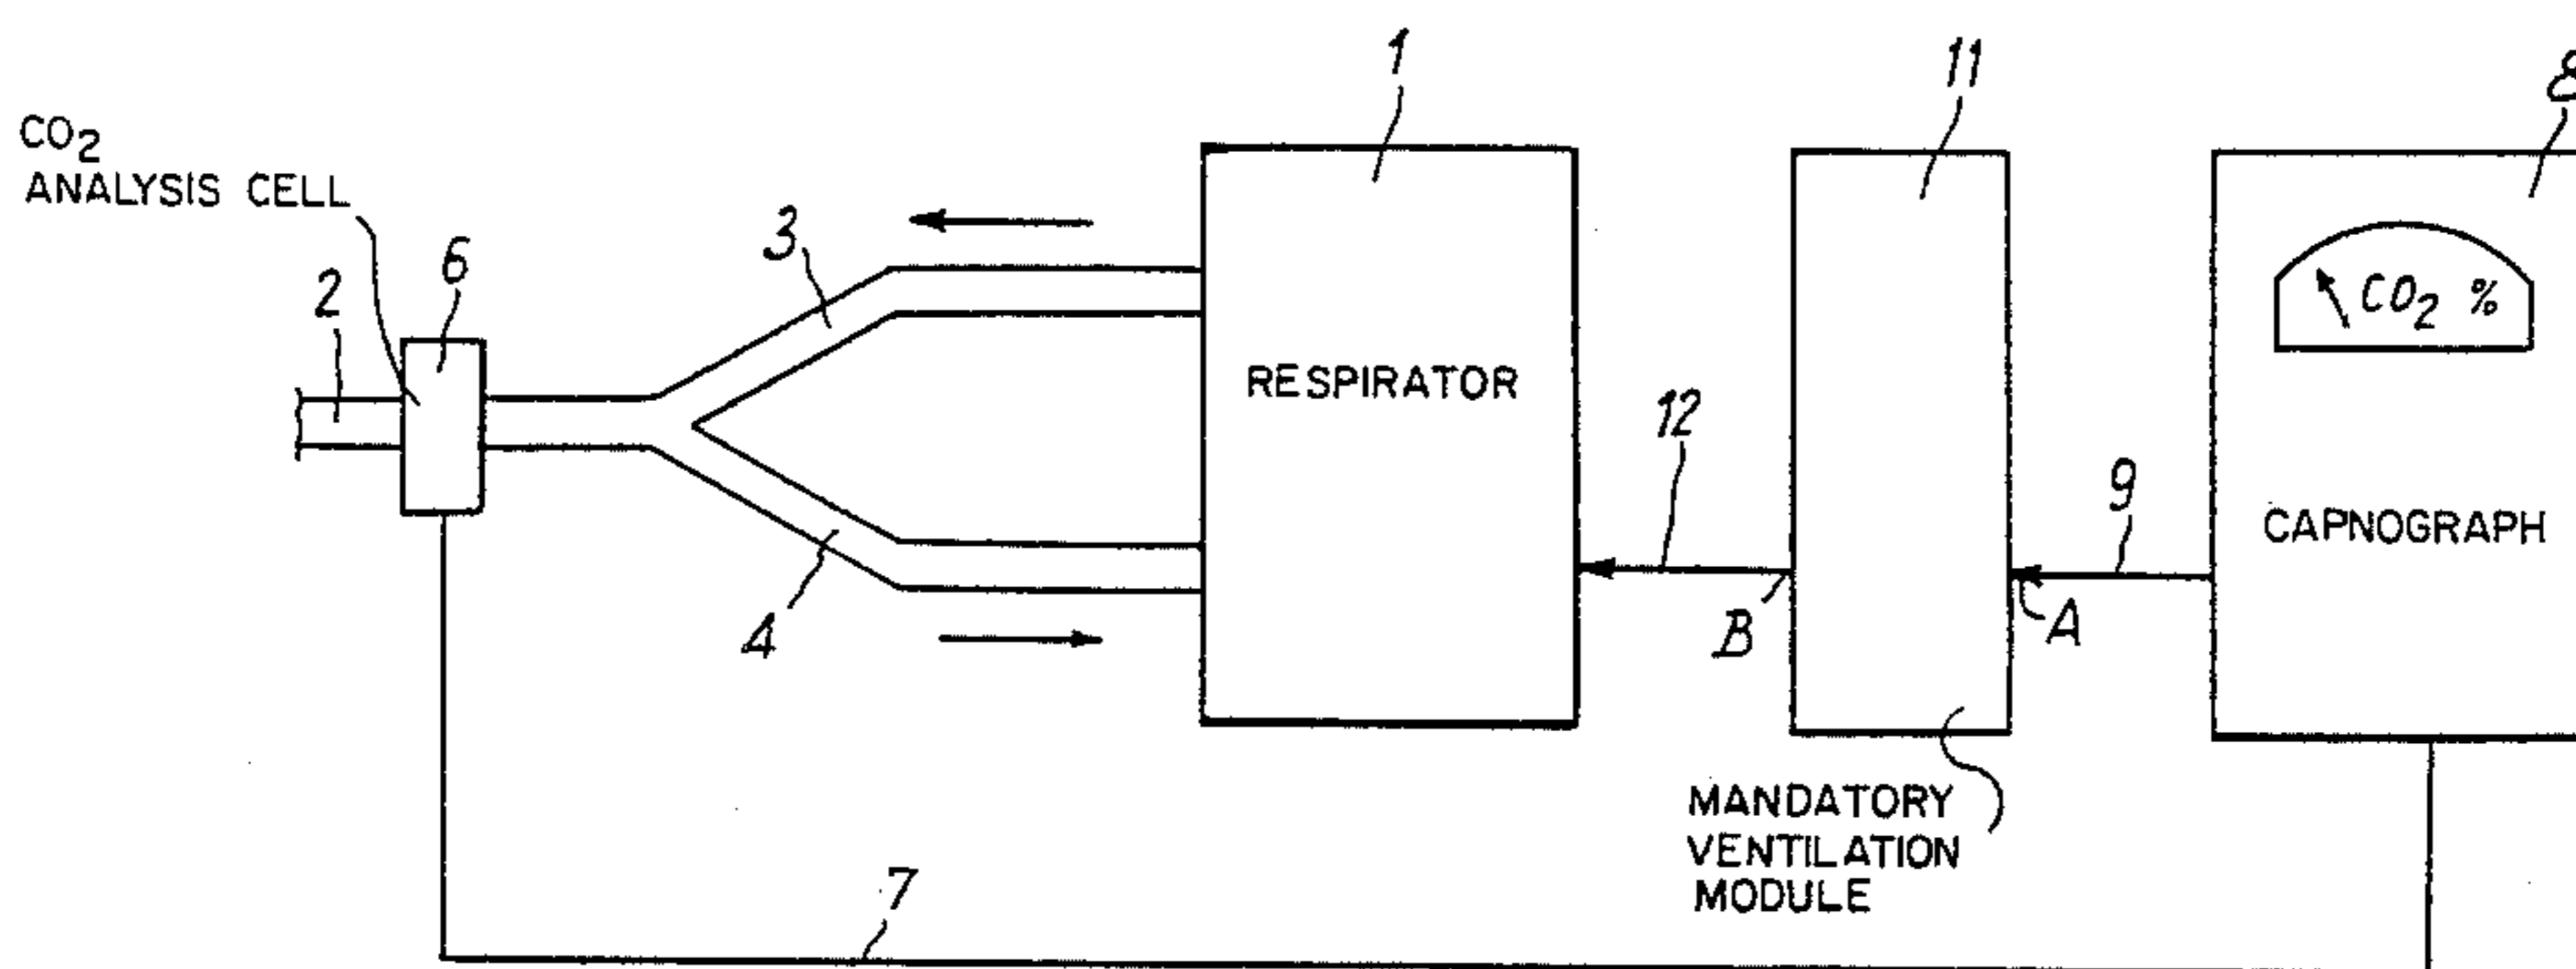 1
11
8
CO2
ANALYSIS CELL
3
6
2
CO2 %
RESPIRATOR
12
9
CAPNOGRAPH
4
B
A
MANDATORY
VENTILATION
MODULE
7